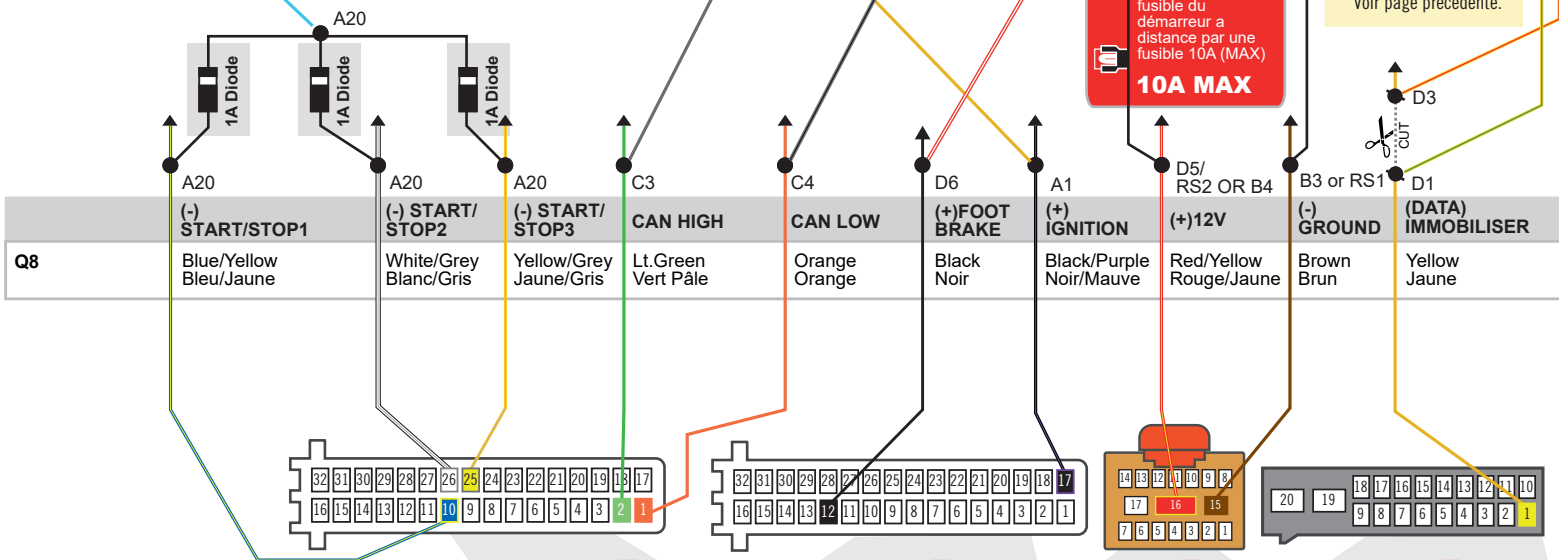 A20
fusible du
démarreur a
distance par une
fusible 10A (MAX)
10A MAX
Voir page précédente.
1A Diode
1A Diode
1A Diode
D3
CUT
A20
A20
A20
C3
C4
D6
A1
D5/
RS2 OR B4
B3 or RS1
D1
(-)
START/STOP1
(-) START/
STOP2
(-) START/
STOP3
CAN HIGH
CAN LOW
(+)FOOT
BRAKE
(+)
IGNITION
(+)12V
(-)
GROUND
(DATA)
IMMOBILISER
Q8
Blue/Yellow
Bleu/Jaune
White/Grey
Blanc/Gris
Yellow/Grey
Jaune/Gris
Lt.Green
Vert Pâle
Orange
Orange
Black
Noir
Black/Purple
Noir/Mauve
Red/Yellow
Rouge/Jaune
Brown
Brun
Yellow
Jaune
32 31 30 29 28 27 26 25 24 23 22 21 20 19 18 17
16 15 14 13 12 11 10 9 8 7 6 5 4 3 2 1
32 31 30 29 28 27 26 25 24 23 22 21 20 19 18 17
16 15 14 13 12 11 10 9 8 7 6 5 4 3 2 1
14 13 12 11 10 9 8
17 16 15
7 6 5 4 3 2 1
20 19
18 17 16 15 14 13 12 11 10
9 8 7 6 5 4 3 2 1